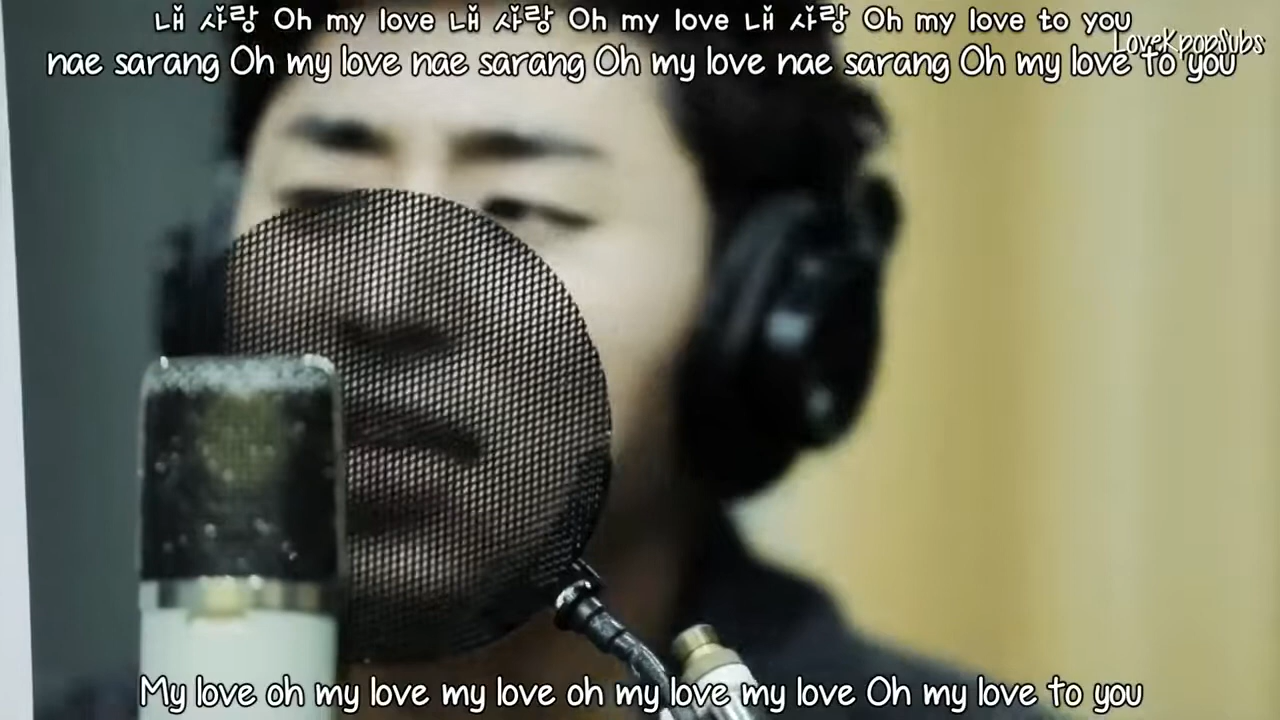 내 사랑 Oh my love 내 사랑 Oh my love 내 사랑 Oh my love to you
LoveKpopSubs
nae sarang Oh my love nae sarang Oh my love nae sarang Oh my love to you
My love oh my love my love oh my love my love Oh my love to you